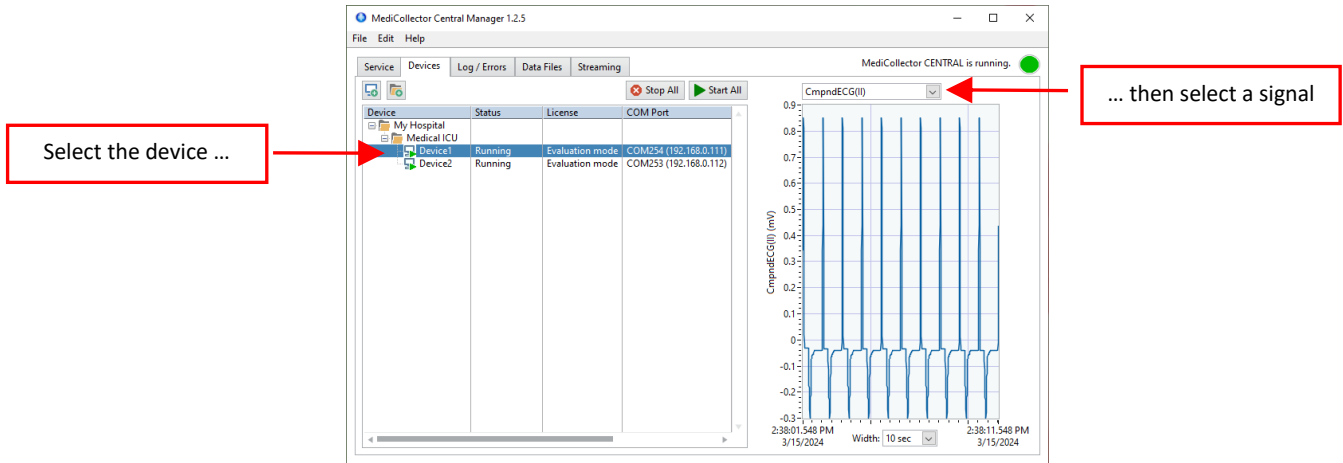 MediCollector Central Manager 1.2.5
File Edit Help
Service Devices Log / Errors Data Files Streaming
MediCollector CENTRAL is running.
Stop All Start All
CmpndECG(II)
Device Status License COM Port
My Hospital
Medical ICU
Device1 Running Evaluation mode COM254 (192.168.0.111)
Device2 Running Evaluation mode COM253 (192.168.0.112)
Select the device ...
... then select a signal
CmpndECG(II) (mV)
0.9
0.8
0.7
0.6
0.5
0.4
0.3
0.2
0.1
0
-0.1
-0.2
-0.3
2:38:01.548 PM
3/15/2024
Width: 10 sec
2:38:11.548 PM
3/15/2024